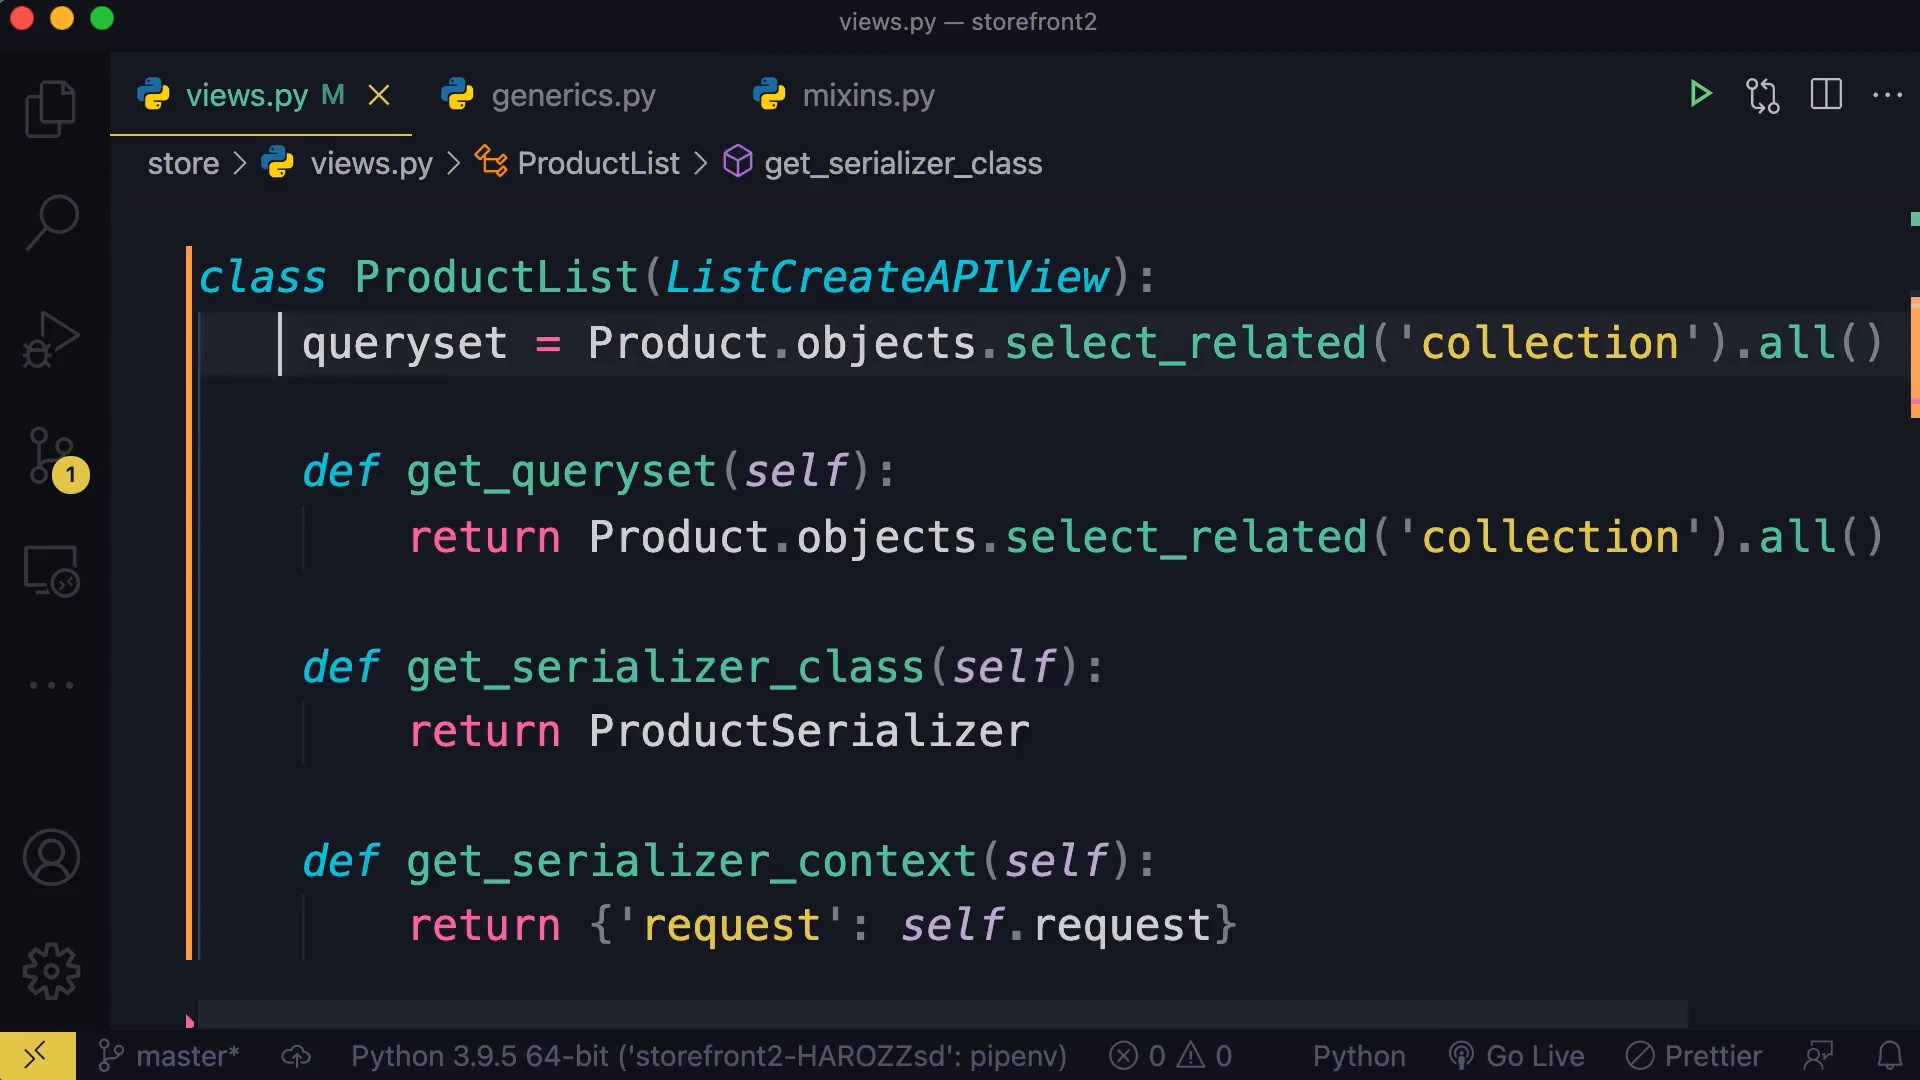 views.py — storefront2
views.py M generics.py mixins.py
store > views.py > ProductList > get_serializer_class
class ProductList(ListCreateAPIView):
queryset = Product.objects.select_related('collection').all()
def get_queryset(self):
return Product.objects.select_related('collection').all()
def get_serializer_class(self):
return ProductSerializer
def get_serializer_context(self):
return {'request': self.request}
1
master* Python 3.9.5 64-bit ('storefront2-HAROZZsd': pipenv) 0 0 Python Go Live Prettier